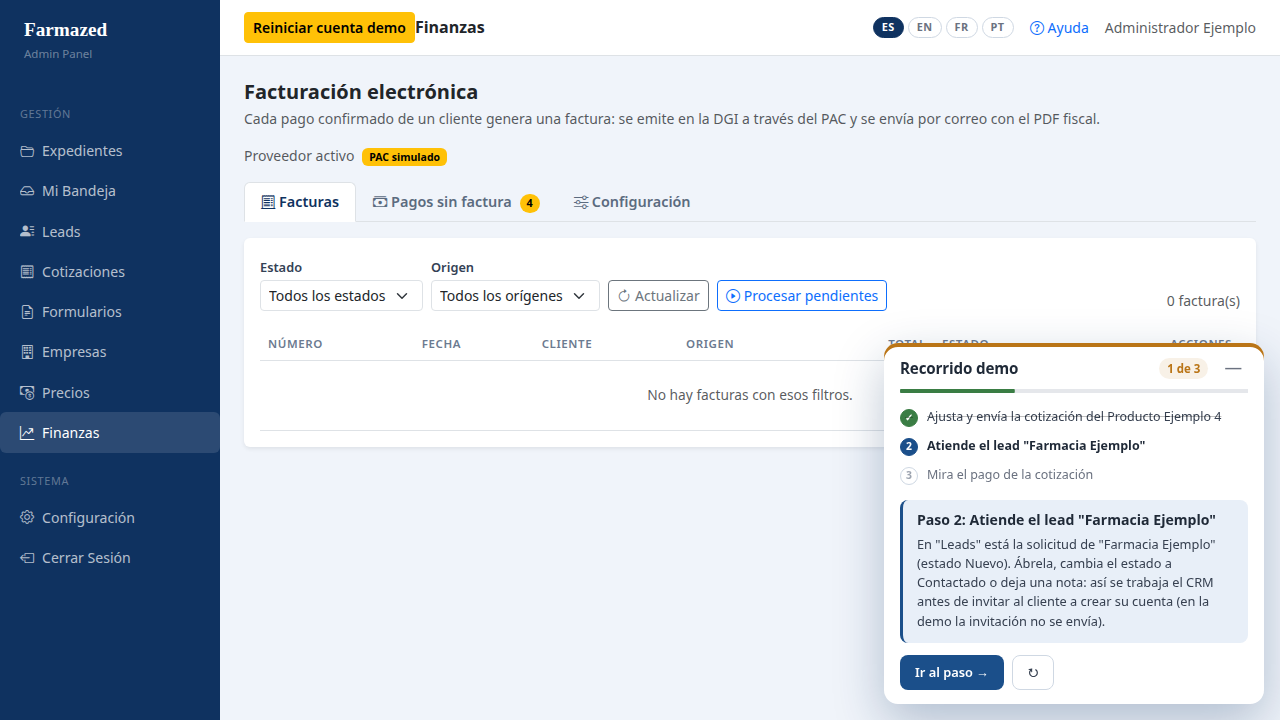 Farmazed
Admin Panel
GESTIÓN
Expedientes
Mi Bandeja
Leads
Cotizaciones
Formularios
Empresas
Precios
Finanzas
SISTEMA
Configuración
Cerrar Sesión
Reiniciar cuenta demo Finanzas
ES EN FR PT Ayuda Administrador Ejemplo
Facturación electrónica
Cada pago confirmado de un cliente genera una factura: se emite en la DGI a través del PAC y se envía por correo con el PDF fiscal.
Proveedor activo PAC simulado
Facturas Pagos sin factura 4 Configuración
Estado Origen
Todos los estados Todos los orígenes Actualizar Procesar pendientes 0 factura(s)
NÚMERO FECHA CLIENTE ORIGEN TOTAL ESTADO ACCIONES
No hay facturas con esos filtros.
Recorrido demo 1 de 3 —
✓ Ajusta y envía la cotización del Producto Ejemplo 4
2 Atiende el lead "Farmacia Ejemplo"
3 Mira el pago de la cotización
Paso 2: Atiende el lead "Farmacia Ejemplo"
En "Leads" está la solicitud de "Farmacia Ejemplo"
(estado Nuevo). Ábrela, cambia el estado a
Contactado o deja una nota: así se trabaja el CRM
antes de invitar al cliente a crear su cuenta (en la
demo la invitación no se envía).
Ir al paso → ↻